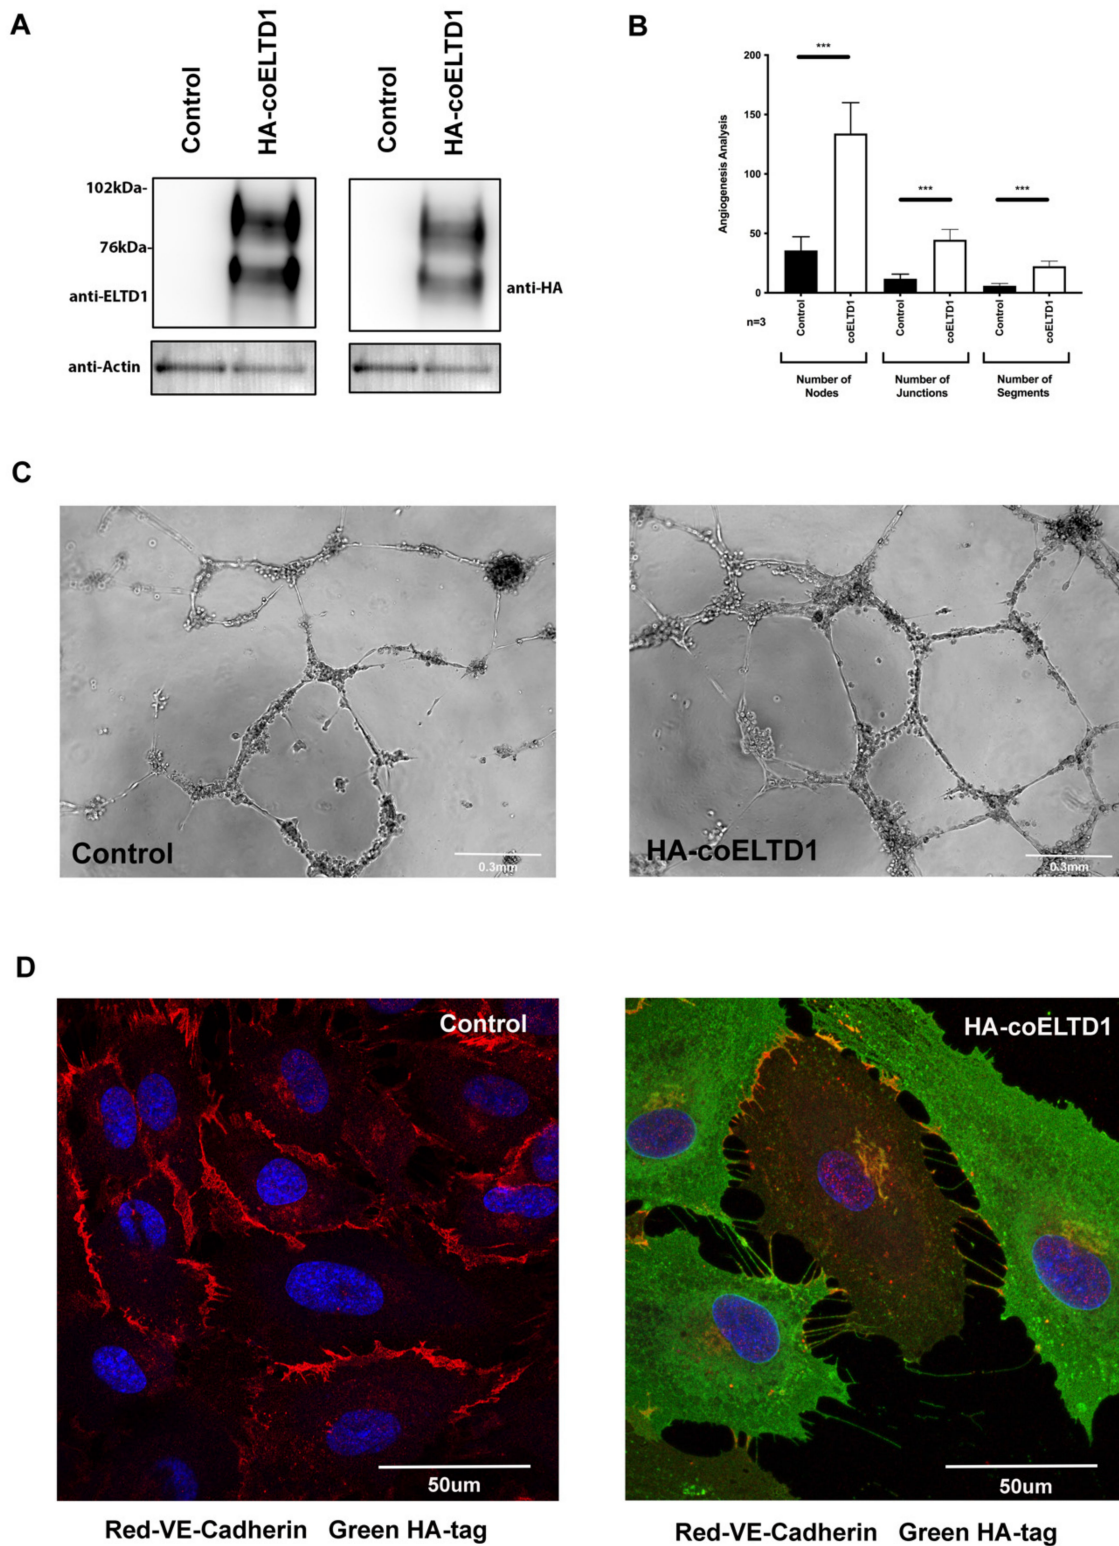 A
Control
HA-coELTD1
Control
HA-coELTD1
102kDa-
76kDa-
anti-ELTD1
anti-HA
anti-Actin
B
Angiogenesis Analysis
200
150
100
50
0
***
***
***
n=3
Control
coELTD1
Control
coELTD1
Control
coELTD1
Number of
Nodes
Number of
Junctions
Number of
Segments
C
Control
0.3mm
HA-coELTD1
0.3mm
D
Control
50um
HA-coELTD1
50um
Red-VE-Cadherin Green HA-tag
Red-VE-Cadherin Green HA-tag